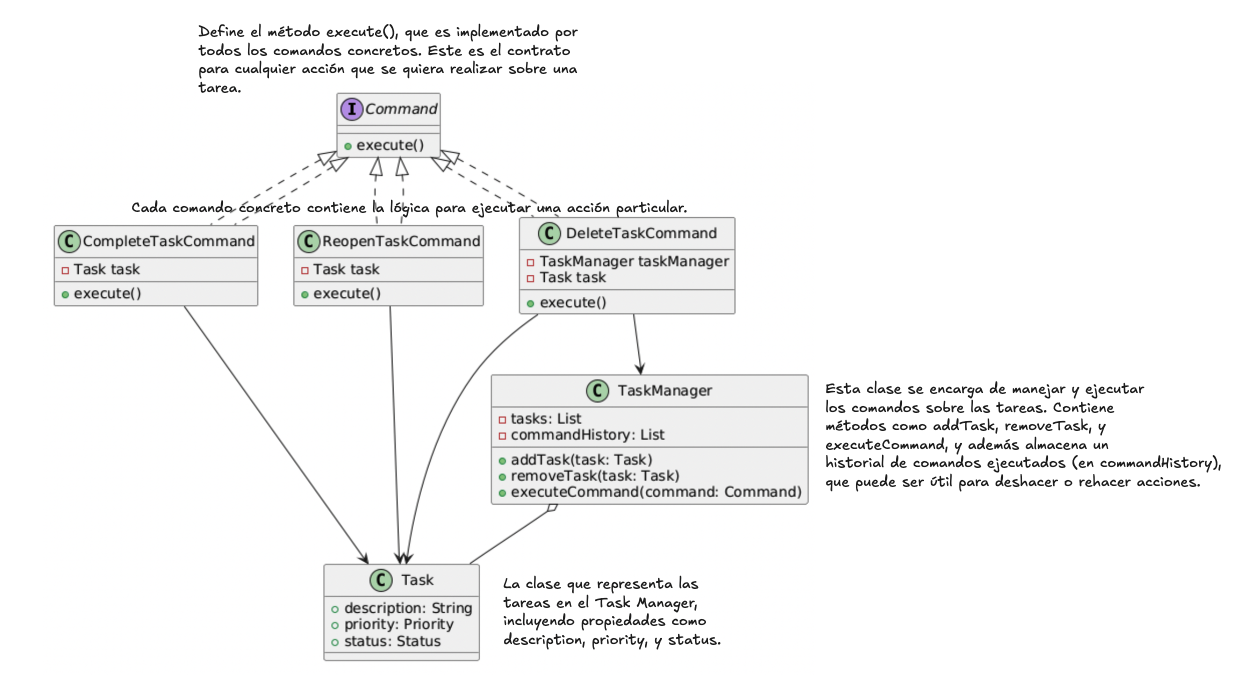 Define el método execute(), que es implementado por
todos los comandos concretos. Este es el contrato
para cualquier acción que se quiera realizar sobre una
tarea.
I Command
execute()
Cada comando concreto contiene la lógica para ejecutar una acción particular.
C CompleteTaskCommand
Task task
execute()
C ReopenTaskCommand
Task task
execute()
C DeleteTaskCommand
TaskManager taskManager
Task task
execute()
C TaskManager
tasks: List
commandHistory: List
addTask(task: Task)
removeTask(task: Task)
executeCommand(command: Command)
Esta clase se encarga de manejar y ejecutar
los comandos sobre las tareas. Contiene
métodos como addTask, removeTask, y
executeCommand, y además almacena un
historial de comandos ejecutados (en commandHistory),
que puede ser útil para deshacer o rehacer acciones.
C Task
description: String
priority: Priority
status: Status
La clase que representa las
tareas en el Task Manager,
incluyendo propiedades como
description, priority, y status.